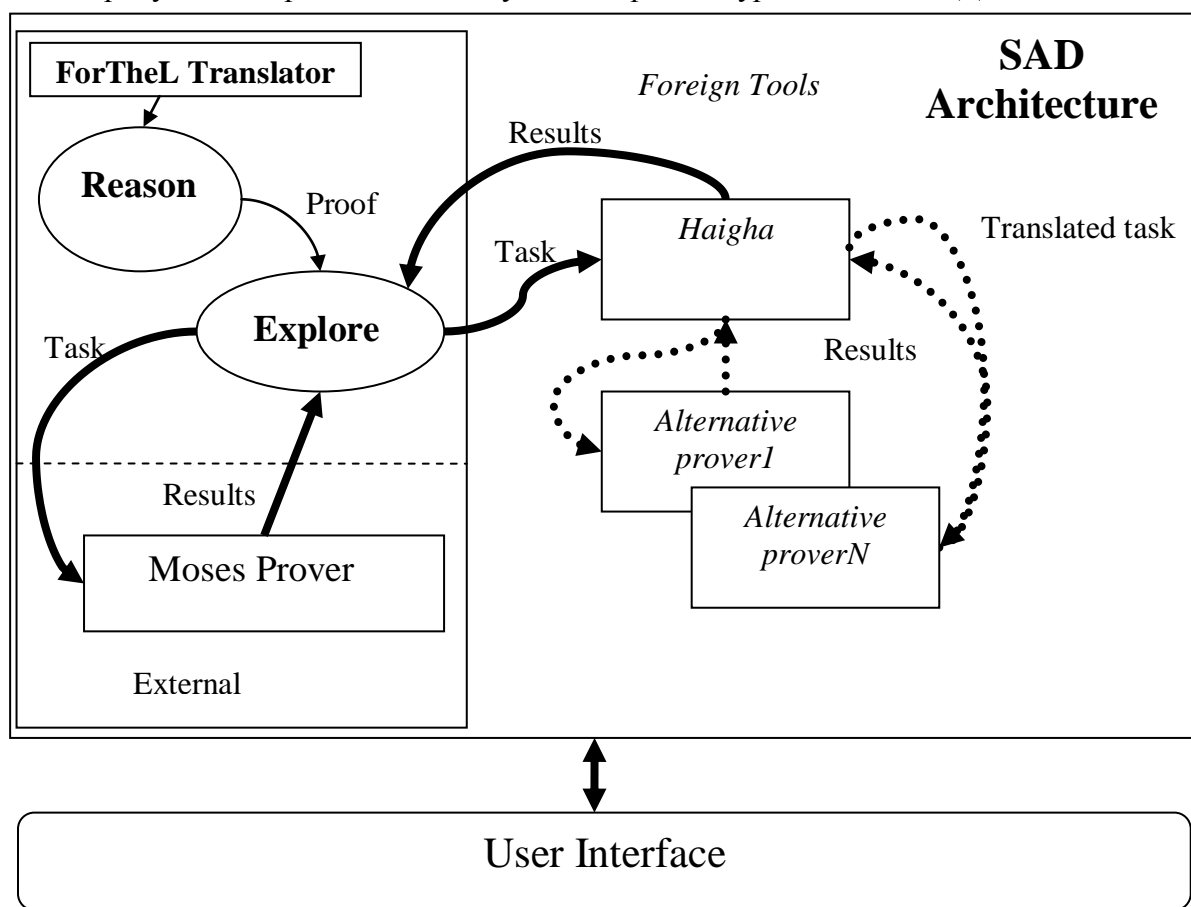 SAD
Architecture
ForTheL Translator
Foreign Tools
Results
Reason
Proof
Haigha
Translated task
Task
Explore
Task
Results
Alternative
prover1
Results
Alternative
proverN
Moses Prover
External
User Interface